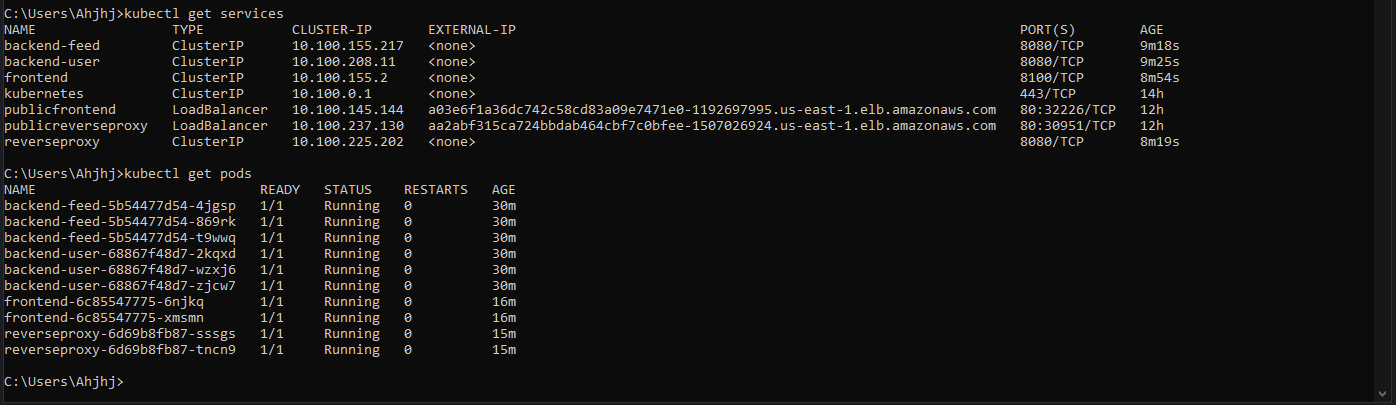 C:\Users\Ahjhj>kubectl get services
NAME TYPE CLUSTER-IP EXTERNAL-IP PORT(S) AGE
backend-feed ClusterIP 10.100.155.217 <none> 8080/TCP 9m18s
backend-user ClusterIP 10.100.208.11 <none> 8080/TCP 9m25s
frontend ClusterIP 10.100.155.2 <none> 8100/TCP 8m54s
kubernetes ClusterIP 10.100.0.1 <none> 443/TCP 14h
publicfrontend LoadBalancer 10.100.145.144 a03e6f1a36dc742c58cd83a09e7471e0-1192697995.us-east-1.elb.amazonaws.com 80:32226/TCP 12h
publicreverseproxy LoadBalancer 10.100.237.130 aa2abf315ca724bbdab464cbf7c0bfee-1507026924.us-east-1.elb.amazonaws.com 80:30951/TCP 12h
reverseproxy ClusterIP 10.100.225.202 <none> 8080/TCP 8m19s
C:\Users\Ahjhj>kubectl get pods
NAME READY STATUS RESTARTS AGE
backend-feed-5b54477d54-4jgsp 1/1 Running 0 30m
backend-feed-5b54477d54-869rk 1/1 Running 0 30m
backend-feed-5b54477d54-t9wwq 1/1 Running 0 30m
backend-user-68867f48d7-2kqxd 1/1 Running 0 30m
backend-user-68867f48d7-wzxj6 1/1 Running 0 30m
backend-user-68867f48d7-zjcw7 1/1 Running 0 30m
frontend-6c85547775-6njkq 1/1 Running 0 16m
frontend-6c85547775-xmsmn 1/1 Running 0 16m
reverseproxy-6d69b8fb87-sssgs 1/1 Running 0 15m
reverseproxy-6d69b8fb87-tncn9 1/1 Running 0 15m
C:\Users\Ahjhj>